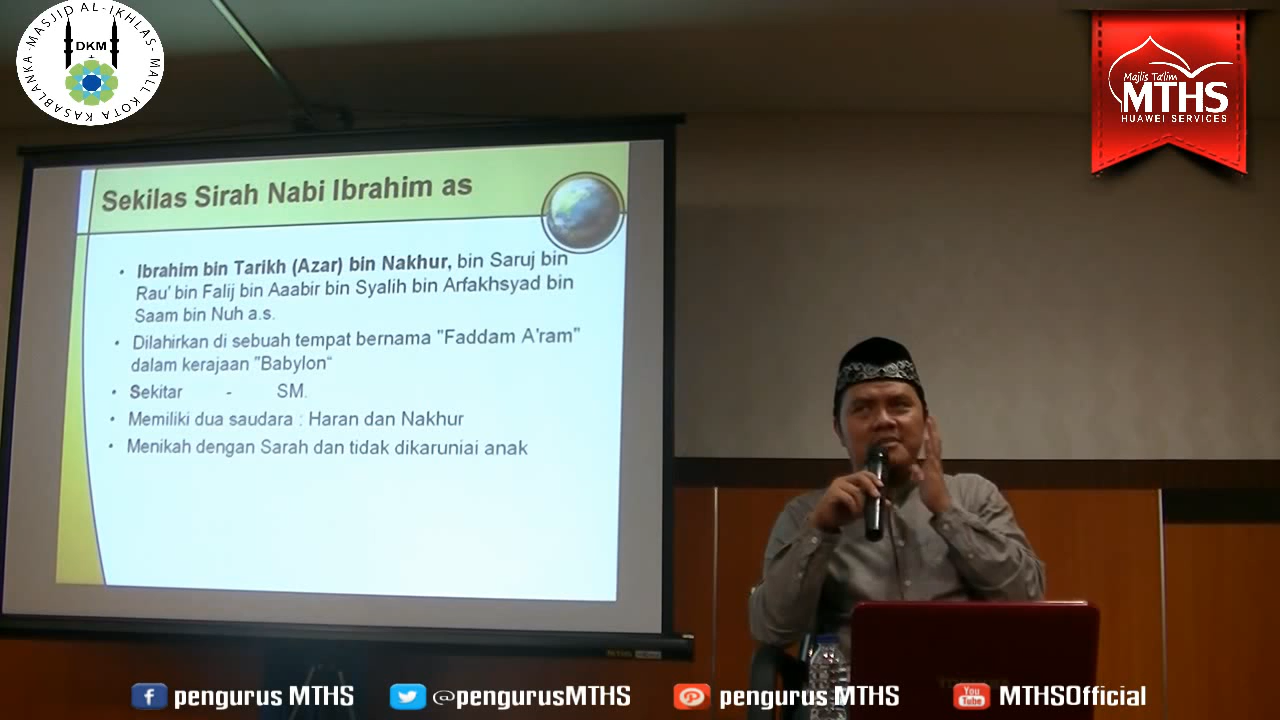 -MASJID AL-IKHLAS-
MALL KOTA KASABLANKA
DKM
Majlis Ta'lim
MTHS
HUAWEI SERVICES
Sekilas Sirah Nabi Ibrahim as
• Ibrahim bin Tarikh (Azar) bin Nakhur, bin Saruj bin
Rau' bin Falij bin Aaabir bin Syalih bin Arfakhsyad bin
Saam bin Nuh a.s.
• Dilahirkan di sebuah tempat bernama "Faddam A'ram"
dalam kerajaan "Babylon“
• Sekitar - SM.
• Memiliki dua saudara : Haran dan Nakhur
• Menikah dengan Sarah dan tidak dikaruniai anak
f pengurus MTHS @pengurusMTHS pengurus MTHS You Tube MTHSOfficial